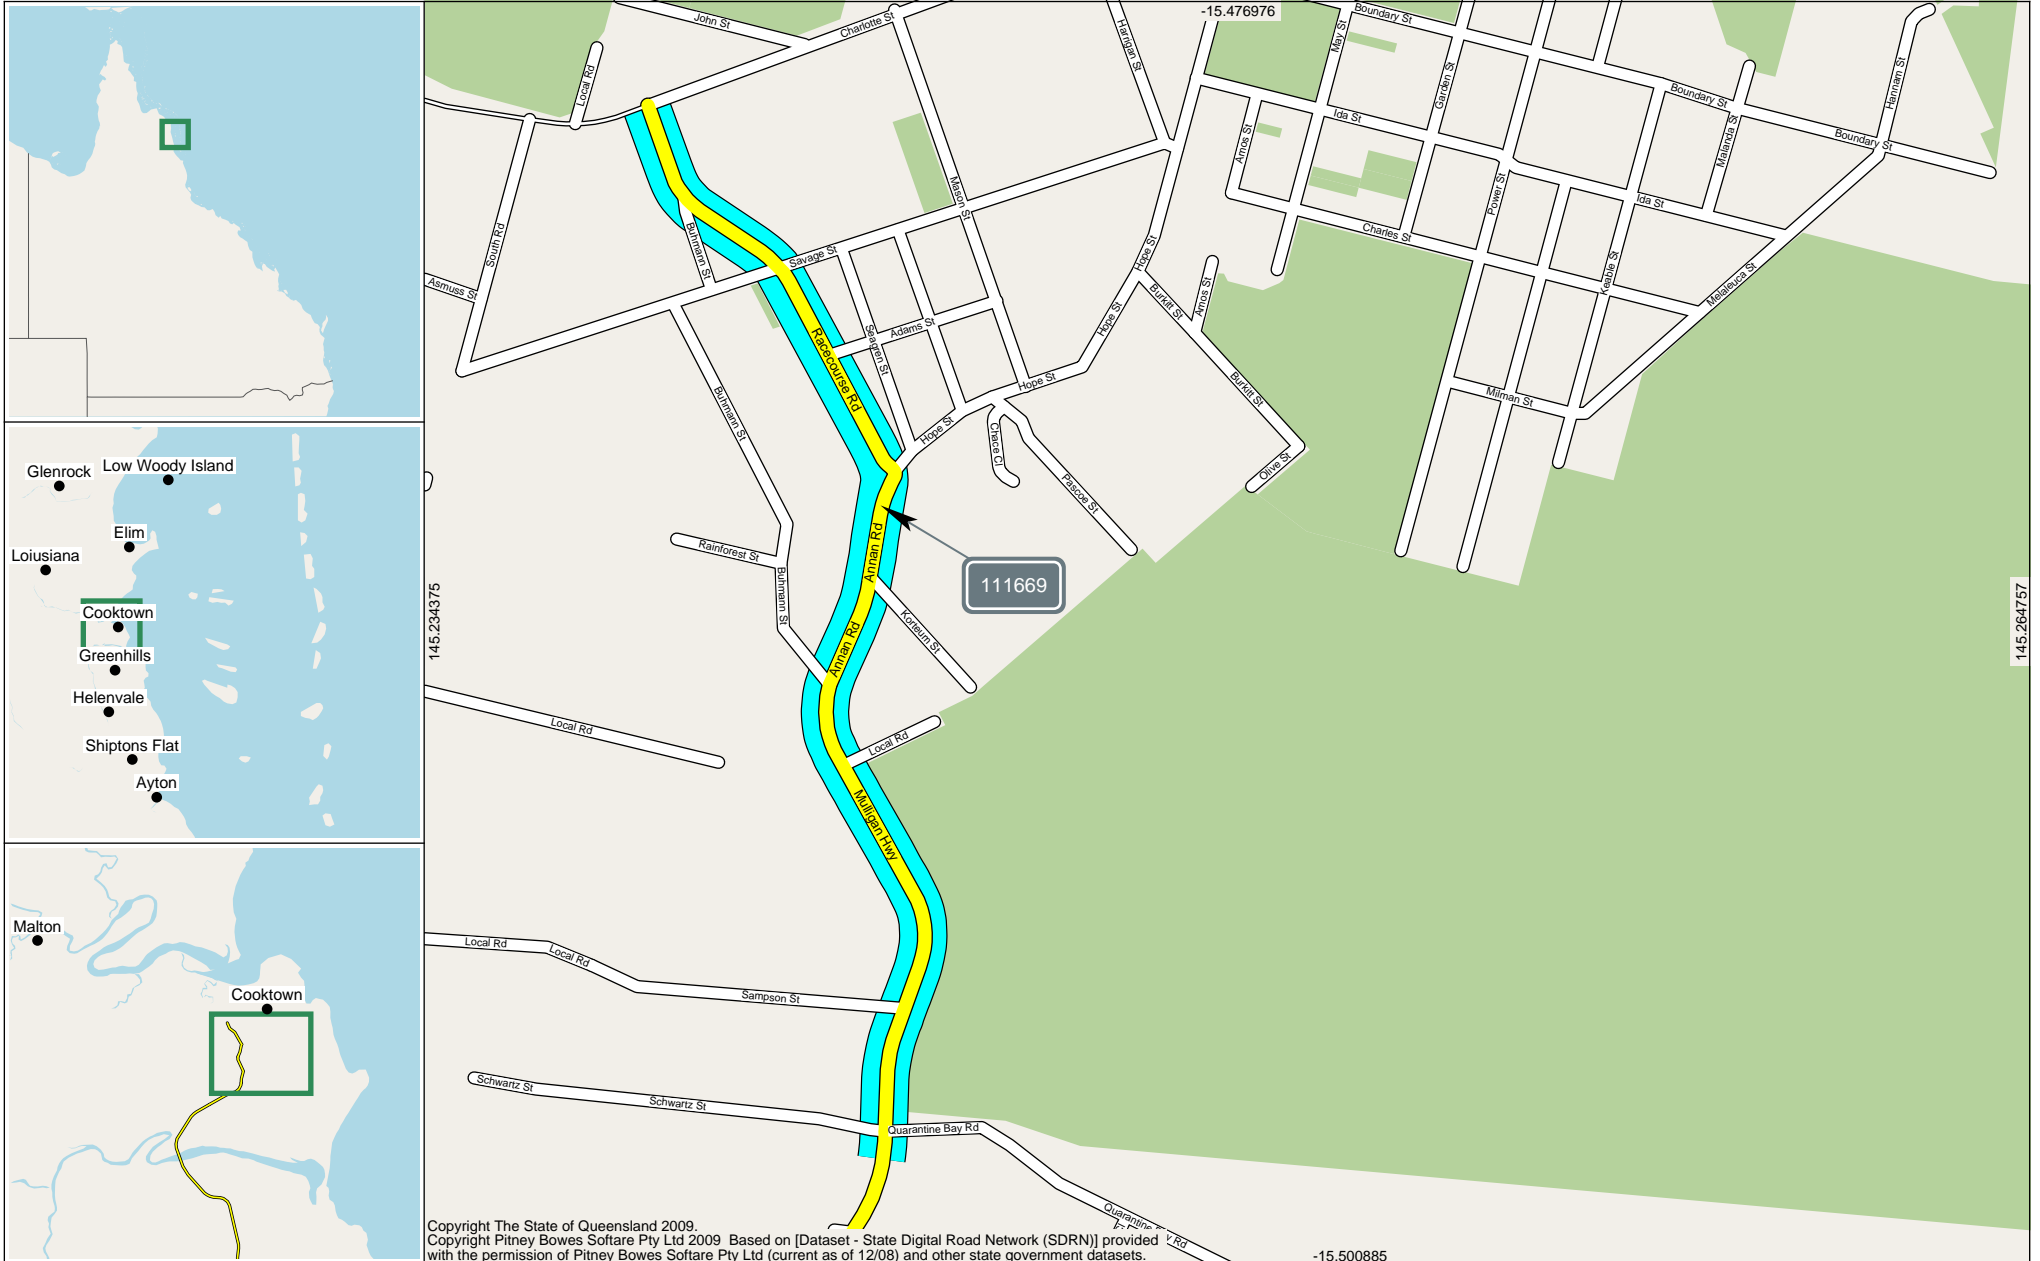 Glenrock
Low Woody Island
Elim
Loiusiana
Cooktown
Greenhills
Helenvale
Shiptons Flat
Ayton
Malton
Cooktown
-15.476976
John St
Charlotte St
Harrigan St
May St
Boundary St
Local Rd
Garden St
Hannam St
Boundary St
Ida St
Amos St
Malanda St
Boundary St
Mason St
Power St
Ida St
South Rd
Buhmann St
Savage St
Hope St
Charles St
Keable St
Melaleuca St
Asmuss St
Burkitt St
Amos St
Adams St
Hope St
Seagren St
Racecourse Rd
Hope St
Burkitt St
Milman St
Buhmann St
Hope St
Chace Cl
Olive St
Pascoe St
Rainforest St
Annan Rd
111669
Buhmann St
Korteum St
Annan Rd
145.234375
145.264757
Local Rd
Local Rd
Mulligan Hwy
Local Rd
Local Rd
Sampson St
Schwartz St
Schwartz St
Quarantine Bay Rd
Copyright The State of Queensland 2009.
Copyright Pitney Bowes Softare Pty Ltd 2009 Based on [Dataset - State Digital Road Network (SDRN)] provided
with the permission of Pitney Bowes Softare Pty Ltd (current as of 12/08) and other state government datasets.
Quarantine
Rd
-15.500885